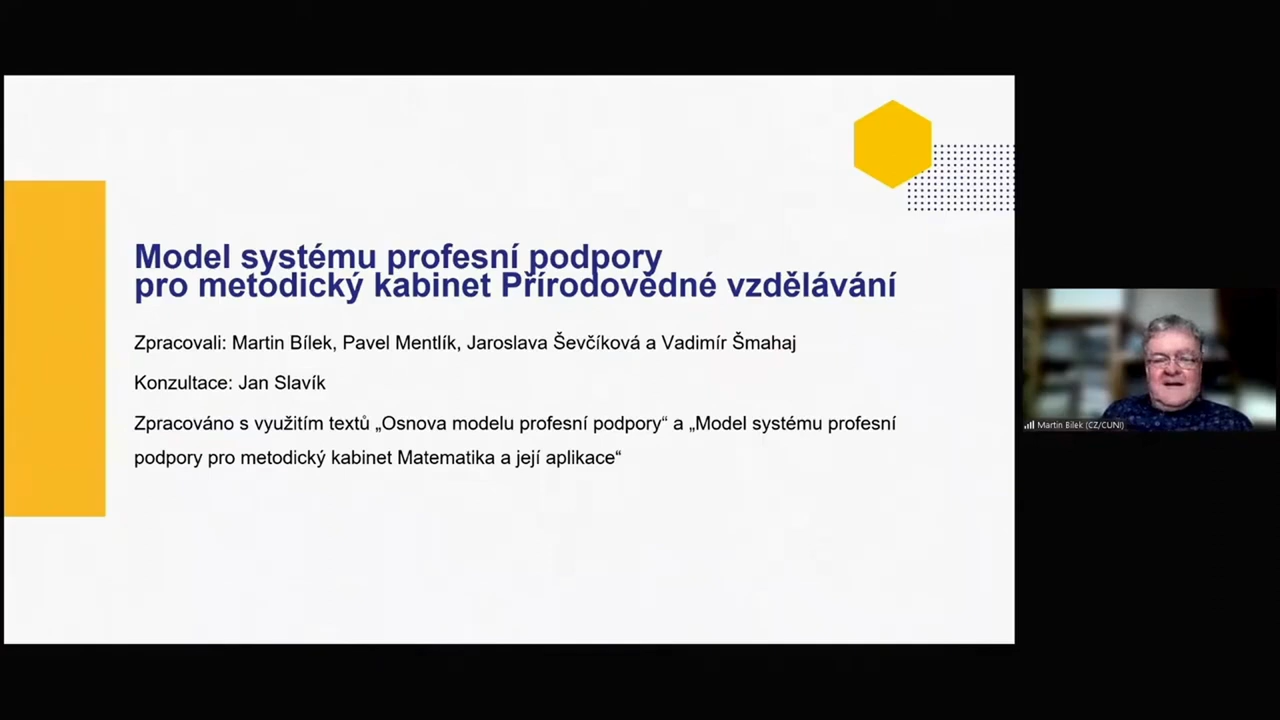 Model systému profesní podpory
pro metodický kabinet Přírodovědné vzdělávání
Zpracovali: Martin Bílek, Pavel Mentlík, Jaroslava Ševčíková a Vadimír Šmahaj
Konzultace: Jan Slavík
Zpracováno s využitím textů „Osnova modelu profesní podpory“ a „Model systému profesní
podpory pro metodický kabinet Matematika a její aplikace“
Martin Bílek (CZ/CUNI)